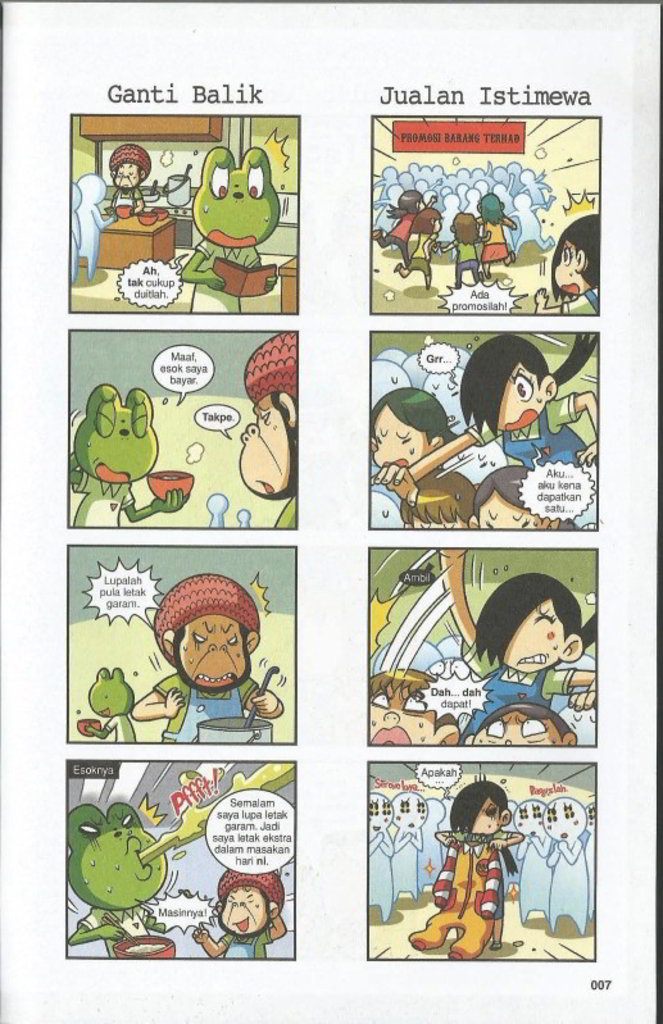 Ganti Balik
Ah,
tak cukup
duitlah.
Maaf,
esok saya
bayar.
Takpe.
Lupalah
pula letak
garam.
Esoknya
Pffft!
Semalam
saya lupa letak
garam. Jadi
saya letak ekstra
dalam masakan
hari ni.
Masinnya!
Jualan Istimewa
PROMOSI BARANG TERHAD
Ada
promosilah!
Grr...
Aku...
aku kena
dapatkan
satu...
Ambil
Dah... dah
dapat!
Apakah
...
Baguslah.
007